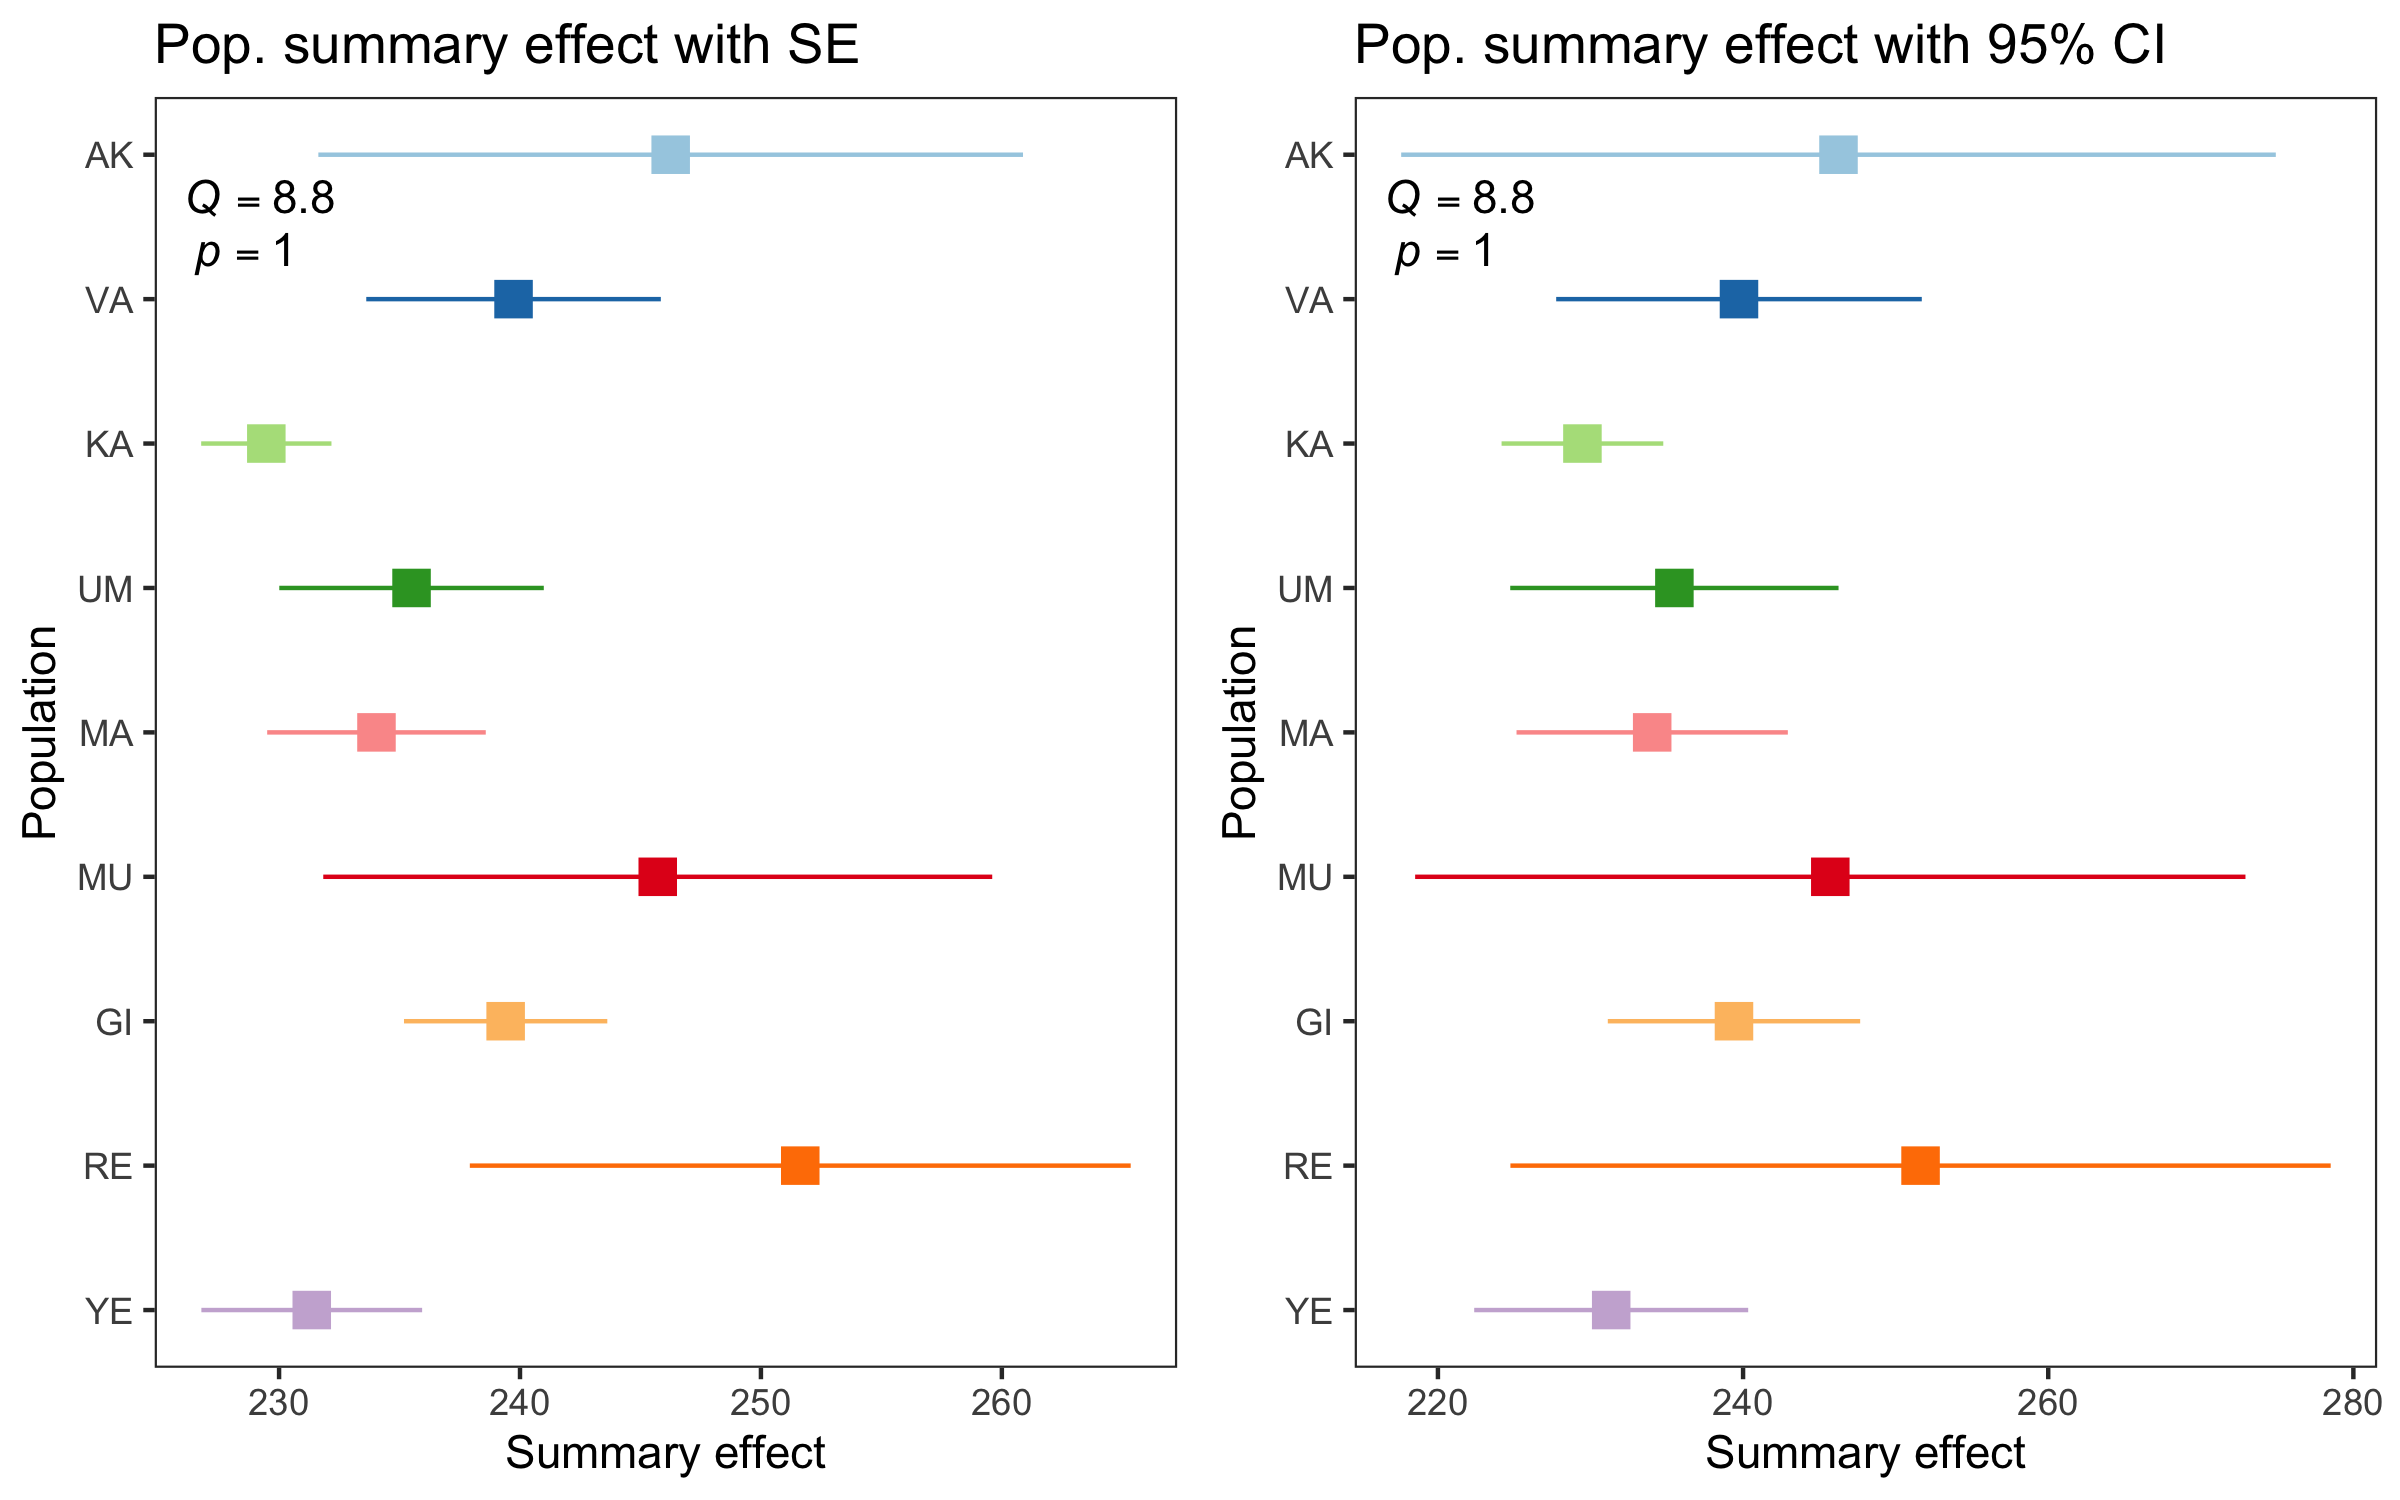 Pop. summary effect with SE
AK
Q = 8.8
p = 1
VA
KA
UM
MA
MU
GI
RE
YE
Population
230 240 250 260
Summary effect
Pop. summary effect with 95% CI
AK
Q = 8.8
p = 1
VA
KA
UM
MA
MU
GI
RE
YE
Population
220 240 260 280
Summary effect